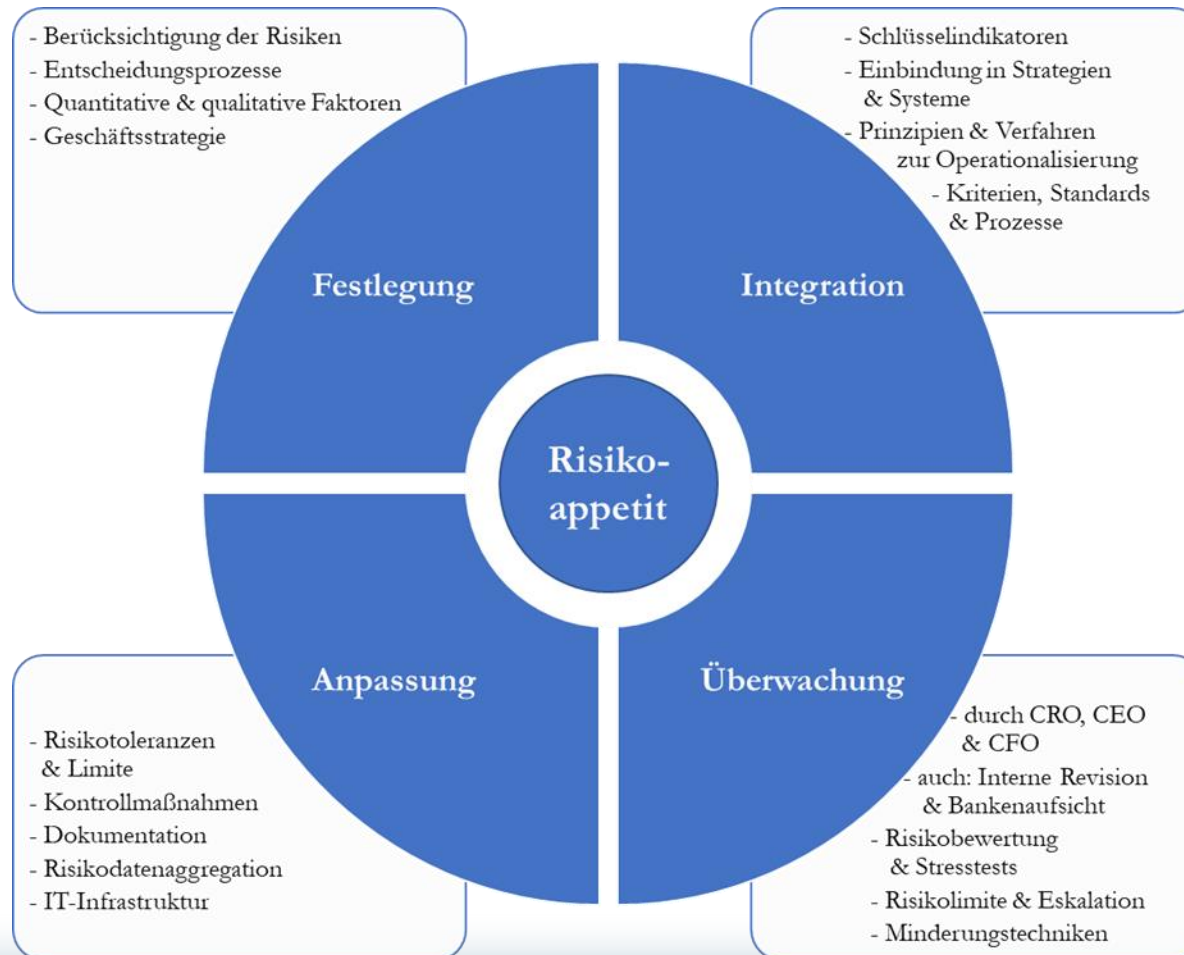 - Berücksichtigung der Risiken
- Entscheidungsprozesse
- Quantitative & qualitative Faktoren
- Geschäftsstrategie
- Schlüsselindikatoren
- Einbindung in Strategien
& Systeme
- Prinzipien & Verfahren
zur Operationalisierung
- Kriterien, Standards
& Prozesse
Festlegung
Integration
Risiko-
appetit
Anpassung
Überwachung
- Risikotoleranzen
& Limite
- Kontrollmaßnahmen
- Dokumentation
- Risikodatenaggregation
- IT-Infrastruktur
- durch CRO, CEO
& CFO
- auch: Interne Revision
& Bankenaufsicht
- Risikobewertung
& Stresstests
- Risikolimite & Eskalation
- Minderungstechniken